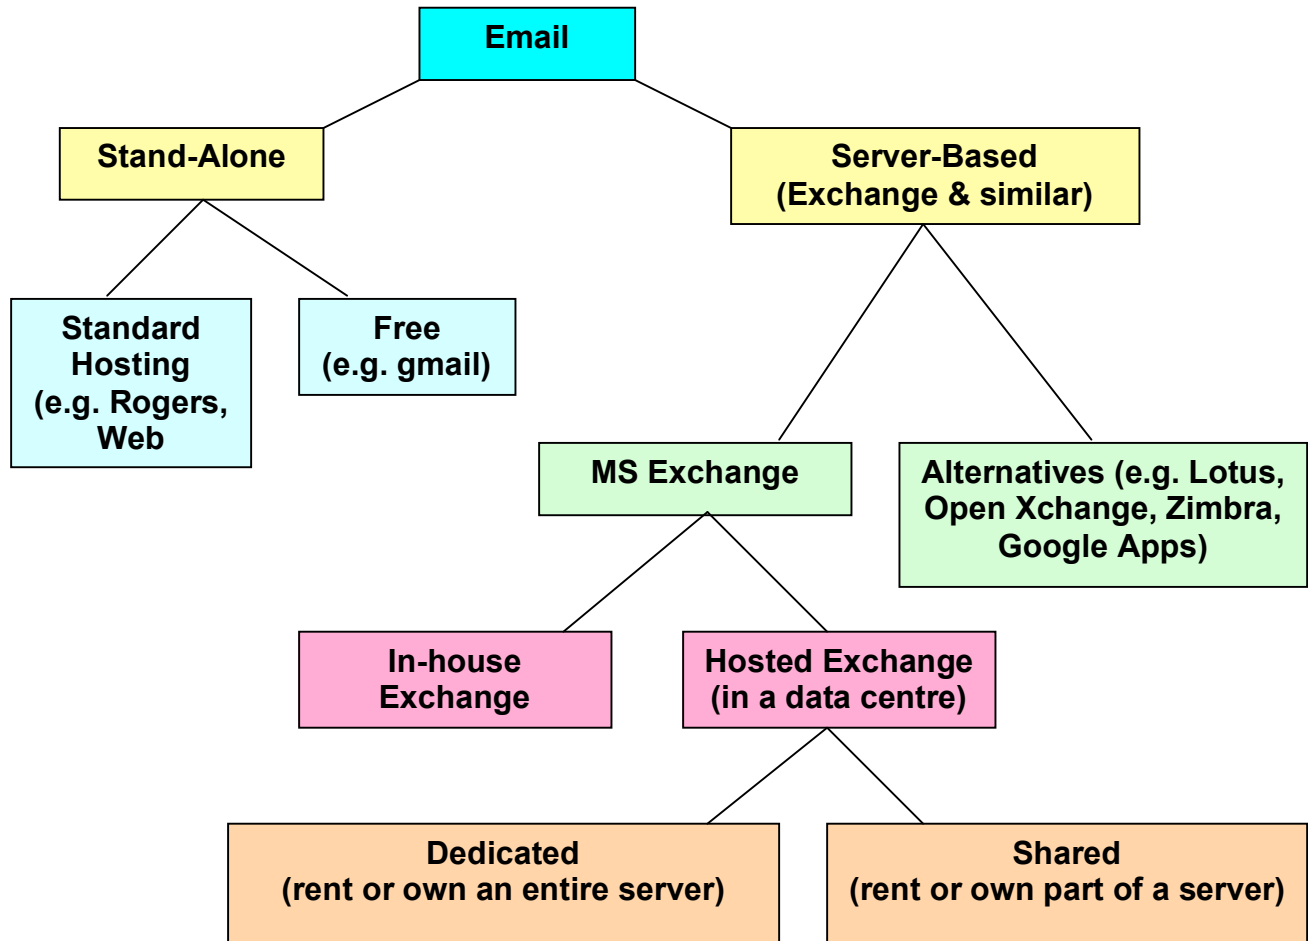 Email
Stand-Alone
Server-Based
(Exchange & similar)
Standard
Hosting
(e.g. Rogers,
Web
Free
(e.g. gmail)
MS Exchange
Alternatives (e.g. Lotus,
Open Xchange, Zimbra,
Google Apps)
In-house
Exchange
Hosted Exchange
(in a data centre)
Dedicated
(rent or own an entire server)
Shared
(rent or own part of a server)